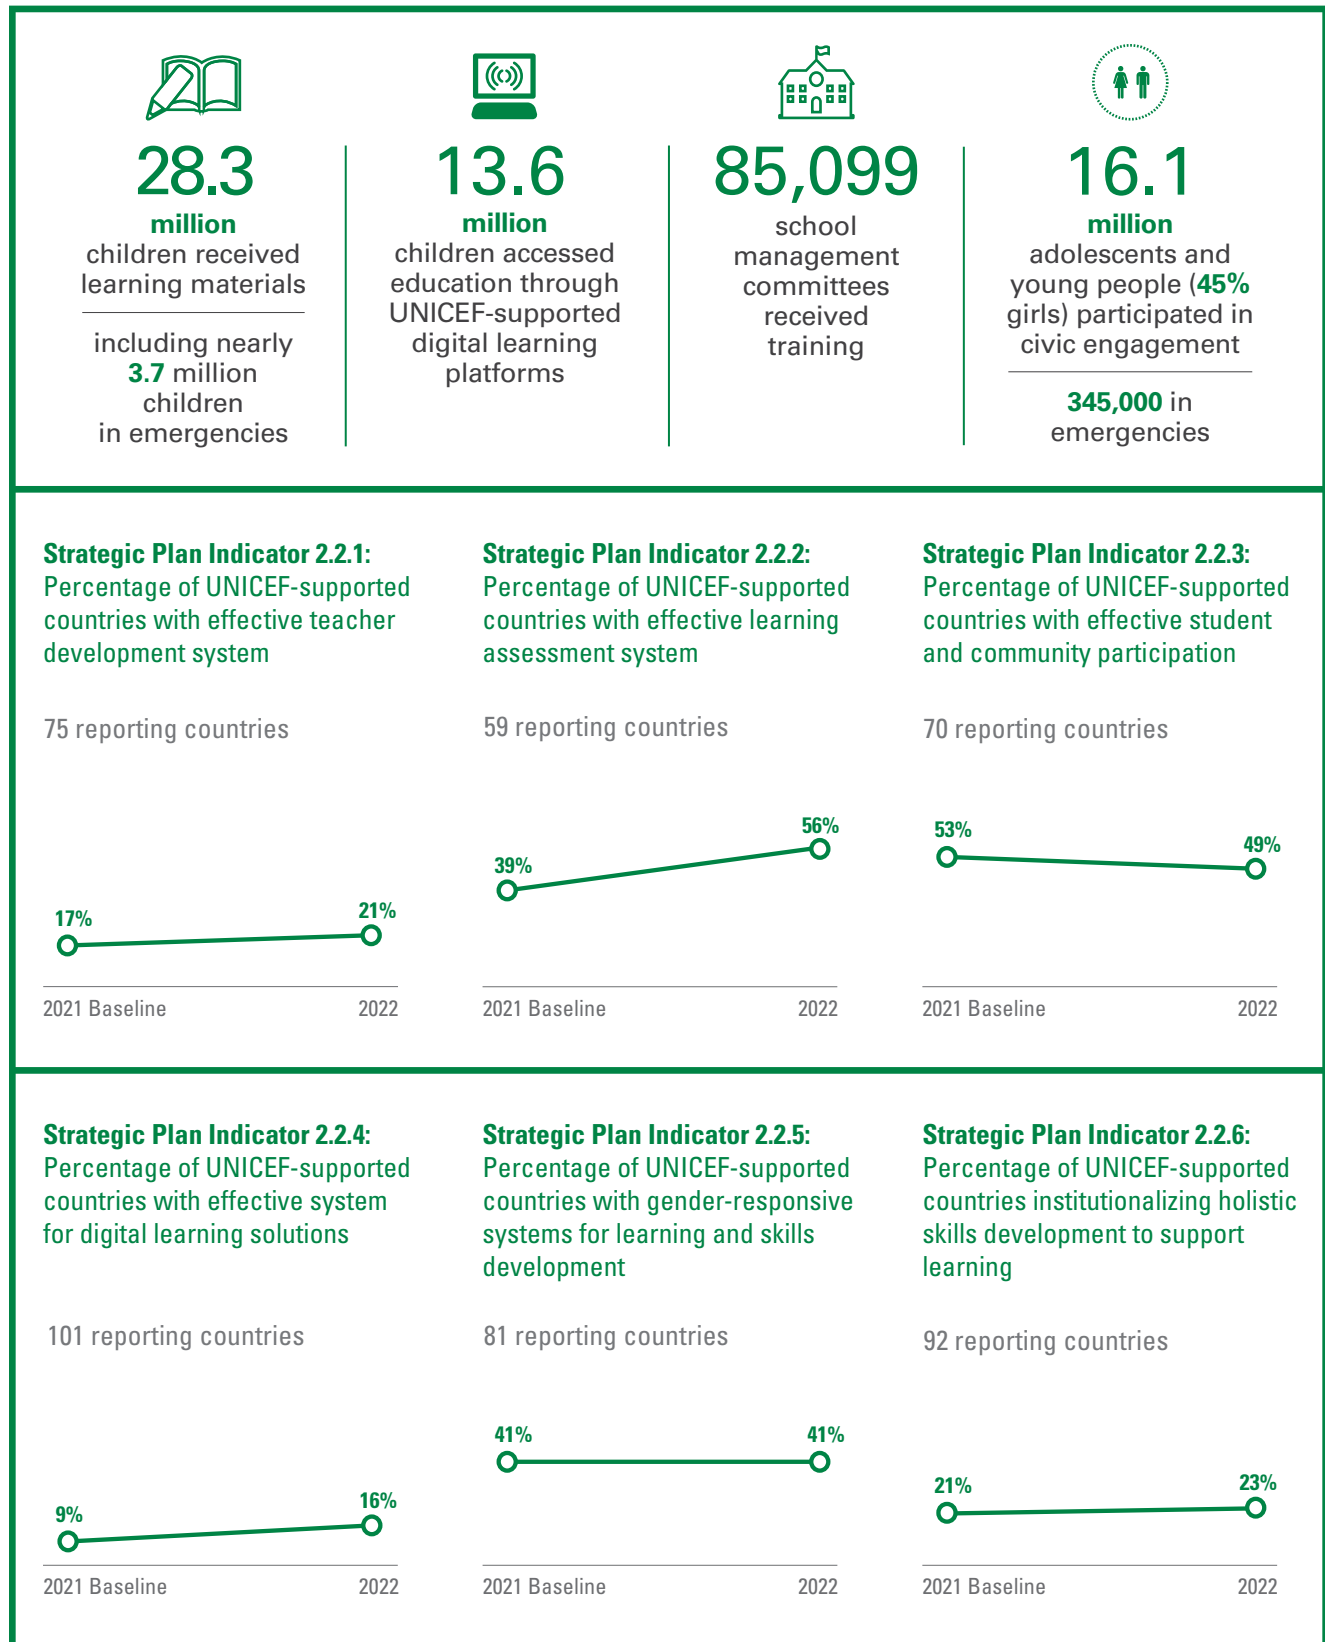 28.3
million
children received
learning materials
including nearly
3.7 million
children
in emergencies
13.6
million
children accessed
education through
UNICEF-supported
digital learning
platforms
85,099
school
management
committees
received
training
16.1
million
adolescents and
young people (45%
girls) participated in
civic engagement
345,000 in
emergencies
Strategic Plan Indicator 2.2.1:
Percentage of UNICEF-supported
countries with effective teacher
development system
75 reporting countries
17%
21%
2021 Baseline
2022
Strategic Plan Indicator 2.2.2:
Percentage of UNICEF-supported
countries with effective learning
assessment system
59 reporting countries
39%
56%
2021 Baseline
2022
Strategic Plan Indicator 2.2.3:
Percentage of UNICEF-supported
countries with effective student
and community participation
70 reporting countries
53%
49%
2021 Baseline
2022
Strategic Plan Indicator 2.2.4:
Percentage of UNICEF-supported
countries with effective system
for digital learning solutions
101 reporting countries
9%
16%
2021 Baseline
2022
Strategic Plan Indicator 2.2.5:
Percentage of UNICEF-supported
countries with gender-responsive
systems for learning and skills
development
81 reporting countries
41%
41%
2021 Baseline
2022
Strategic Plan Indicator 2.2.6:
Percentage of UNICEF-supported
countries institutionalizing holistic
skills development to support
learning
92 reporting countries
21%
23%
2021 Baseline
2022